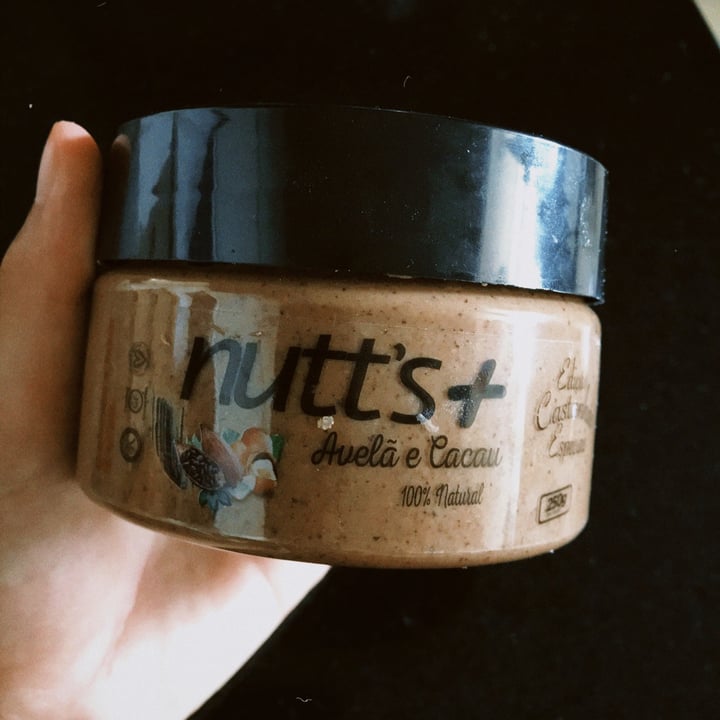 nutt's+
Avelã e Cacau
100% Natural
250g